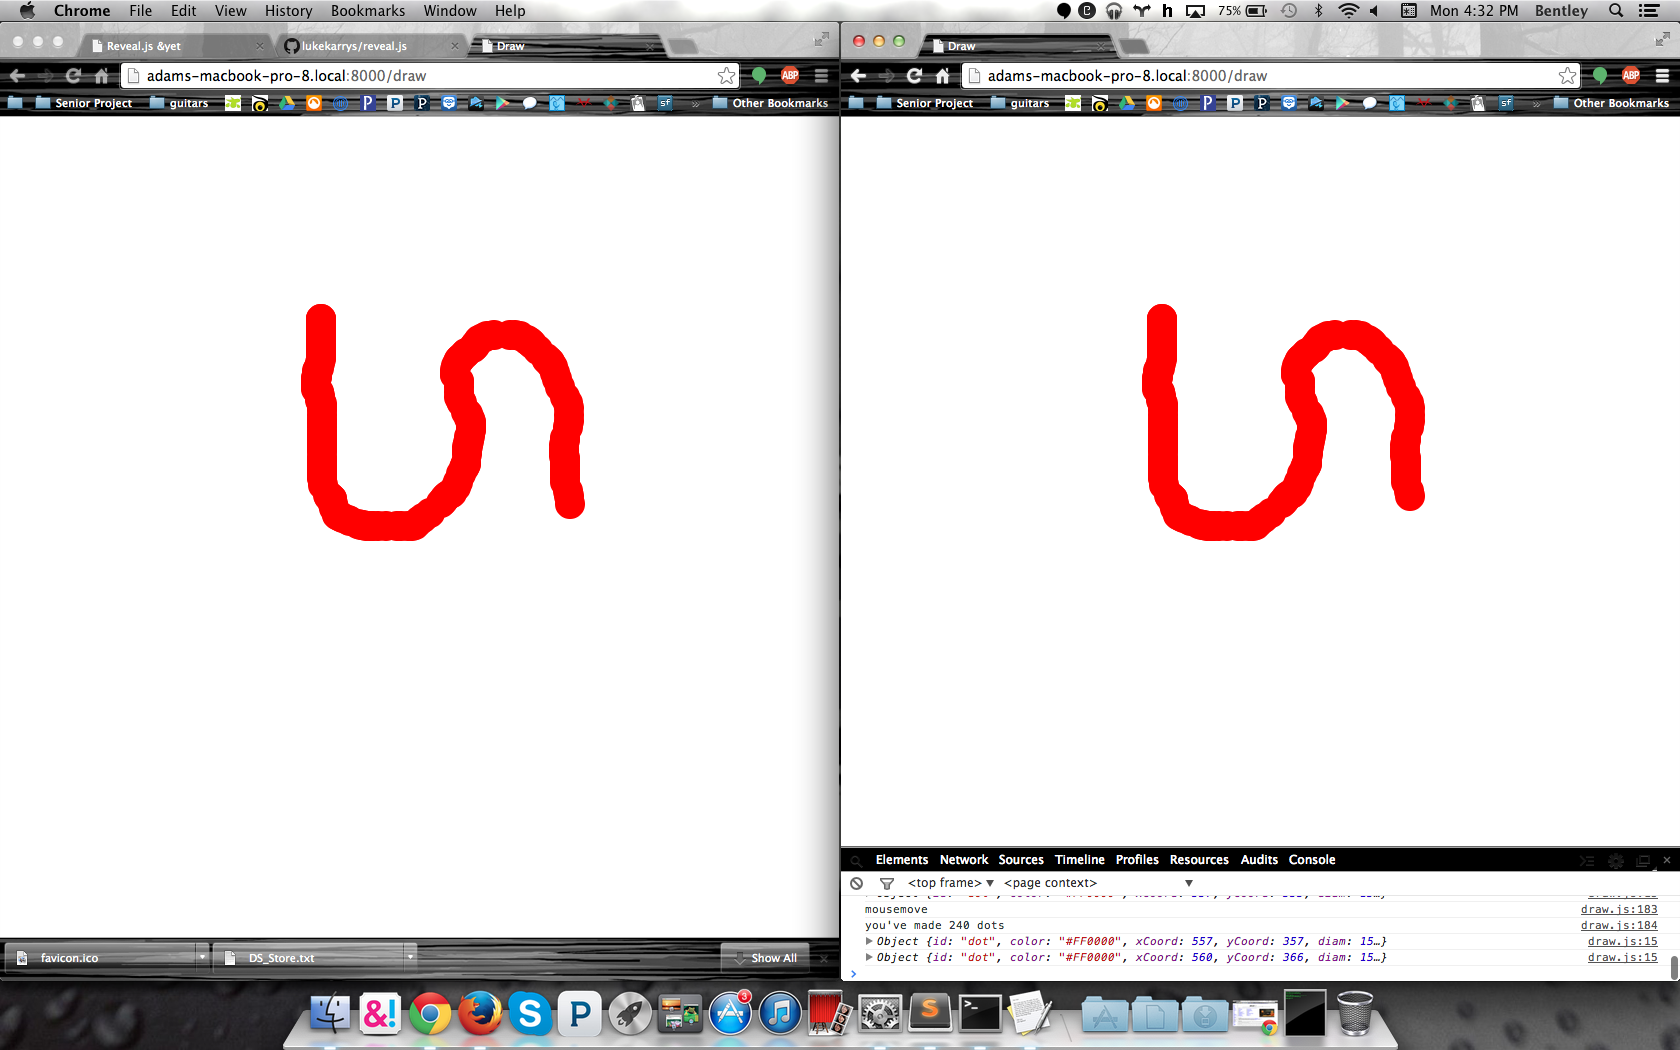 Chrome File Edit View History Bookmarks Window Help
75% Mon 4:32 PM Bentley
Reveal.js &yet
lukekarrys/reveal.js
Draw
adams-macbook-pro-8.local:8000/draw
ABP
Senior Project
guitars
sf
» Other Bookmarks
Draw
adams-macbook-pro-8.local:8000/draw
ABP
Senior Project
guitars
sf
» Other Bookmarks
Elements Network Sources Timeline Profiles Resources Audits Console
<top frame> <page context>
mousemove draw.js:183
you've made 240 dots draw.js:184
Object {id: "dot", color: "#FF0000", xCoord: 557, yCoord: 357, diam: 15…} draw.js:15
Object {id: "dot", color: "#FF0000", xCoord: 560, yCoord: 366, diam: 15…} draw.js:15
favicon.ico
DS_Store.txt
Show All
&!
S
P
3
S